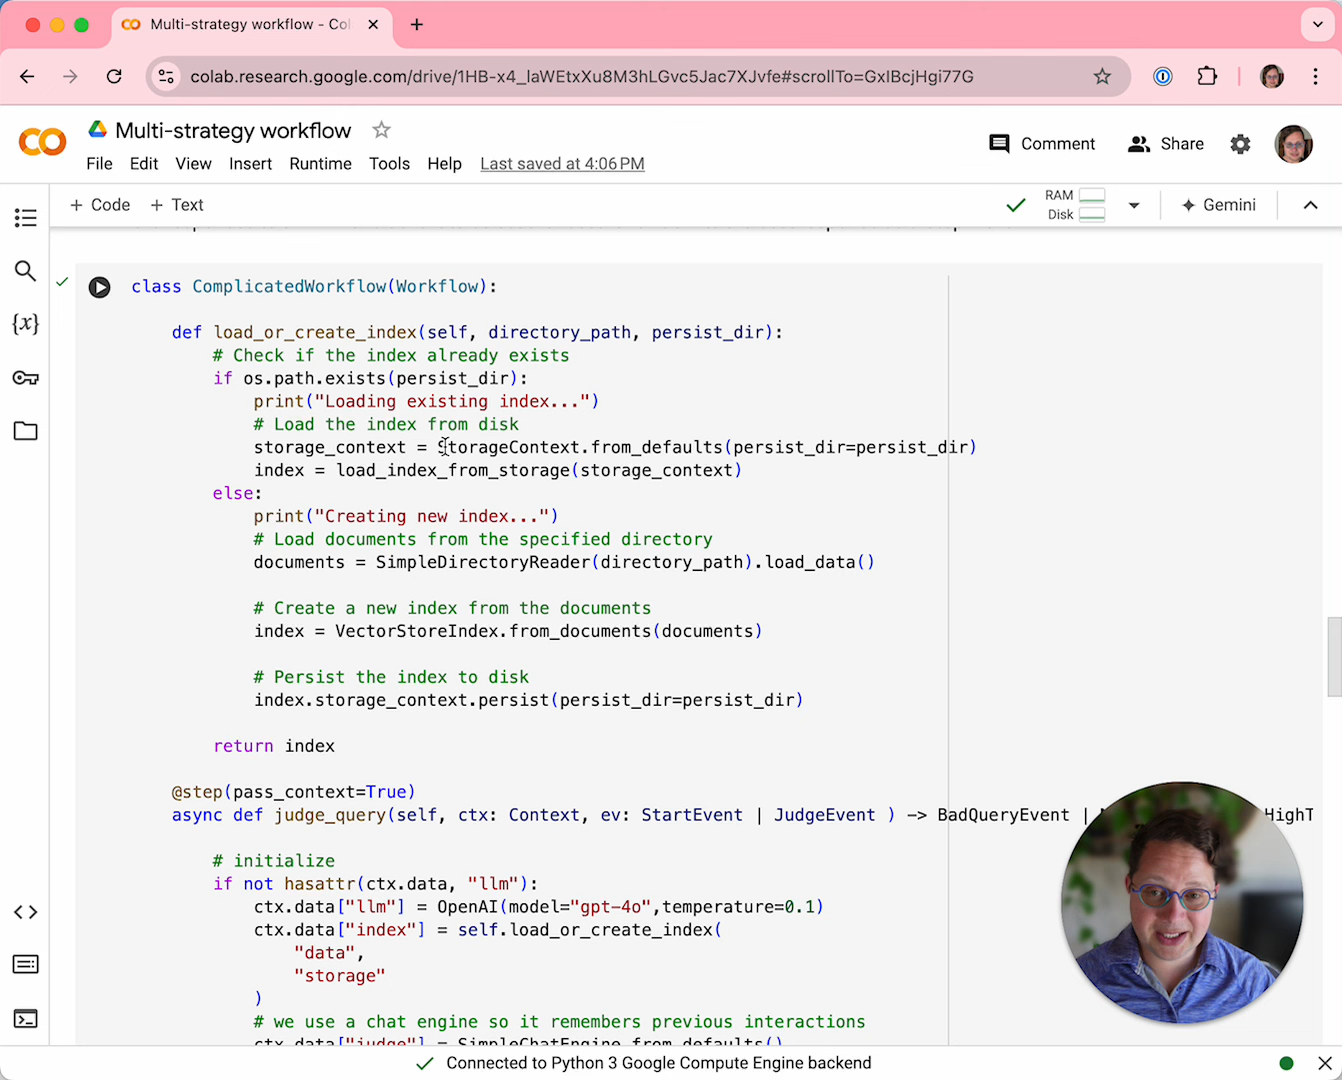 Multi-strategy workflow - Col
colab.research.google.com/drive/1HB-x4_laWEtxXu8M3hLGvc5Jac7XJvfe#scrollTo=GxIBcjHgi77G
Multi-strategy workflow
Comment
Share
File Edit View Insert Runtime Tools Help Last saved at 4:06 PM
+ Code + Text
RAM
Disk
Gemini
class ComplicatedWorkflow(Workflow):
def load_or_create_index(self, directory_path, persist_dir):
# Check if the index already exists
if os.path.exists(persist_dir):
print("Loading existing index...")
# Load the index from disk
storage_context = StorageContext.from_defaults(persist_dir=persist_dir)
index = load_index_from_storage(storage_context)
else:
print("Creating new index...")
# Load documents from the specified directory
documents = SimpleDirectoryReader(directory_path).load_data()
# Create a new index from the documents
index = VectorStoreIndex.from_documents(documents)
# Persist the index to disk
index.storage_context.persist(persist_dir=persist_dir)
return index
@step(pass_context=True)
async def judge_query(self, ctx: Context, ev: StartEvent | JudgeEvent ) -> BadQueryEvent | HighT
# initialize
if not hasattr(ctx.data, "llm"):
ctx.data["llm"] = OpenAI(model="gpt-4o",temperature=0.1)
ctx.data["index"] = self.load_or_create_index(
"data",
"storage"
)
# we use a chat engine so it remembers previous interactions
ctx.data["judge"] = SimpleChatEngine.from_defaults()
Connected to Python 3 Google Compute Engine backend